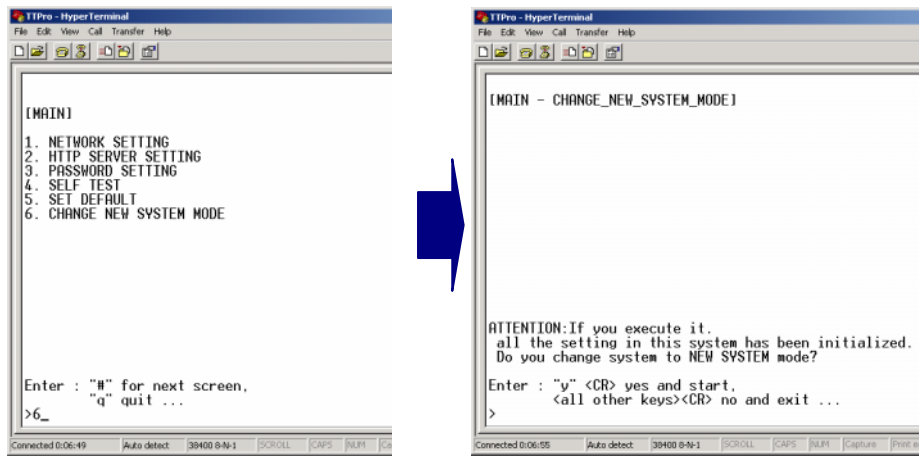 TTPro - HyperTerminal
File Edit View Call Transfer Help
[MAIN]
1. NETWORK SETTING
2. HTTP SERVER SETTING
3. PASSWORD SETTING
4. SELF TEST
5. SET DEFAULT
6. CHANGE NEW SYSTEM MODE
Enter : "#" for next screen,
"q" quit ...
>6_
Connected 0:06:49 Auto detect 38400 8-N-1 SCROLL CAPS NUM
TTPro - HyperTerminal
File Edit View Call Transfer Help
[MAIN - CHANGE_NEW_SYSTEM_MODE]
ATTENTION:If you execute it.
all the setting in this system has been initialized.
Do you change system to NEW SYSTEM mode?
Enter : "y" <CR> yes and start,
<all other keys><CR> no and exit ...
>
Connected 0:06:55 Auto detect 38400 8-N-1 SCROLL CAPS NUM Capture Print e